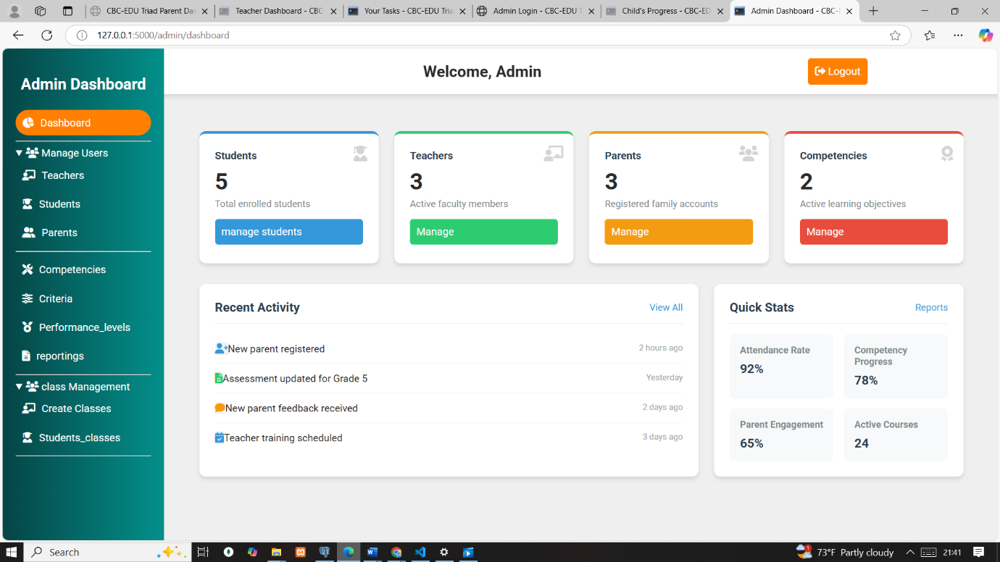 CBC-EDU Triad Parent Das
Teacher Dashboard - CBC
Your Tasks - CBC-EDU Tria
Admin Login - CBC-EDU T
Child's Progress - CBC-ED
Admin Dashboard - CBC-E
127.0.0.1:5000/admin/dashboard
Admin Dashboard
Dashboard
Manage Users
Teachers
Students
Parents
Competencies
Criteria
Performance_levels
reportings
class Management
Create Classes
Students_classes
Welcome, Admin
Logout
Students
5
Total enrolled students
manage students
Teachers
3
Active faculty members
Manage
Parents
3
Registered family accounts
Manage
Competencies
2
Active learning objectives
Manage
Recent Activity
View All
New parent registered
2 hours ago
Assessment updated for Grade 5
Yesterday
New parent feedback received
2 days ago
Teacher training scheduled
3 days ago
Quick Stats
Reports
Attendance Rate
92%
Competency
Progress
78%
Parent Engagement
65%
Active Courses
24
Search
1
73°F Partly cloudy
21:41